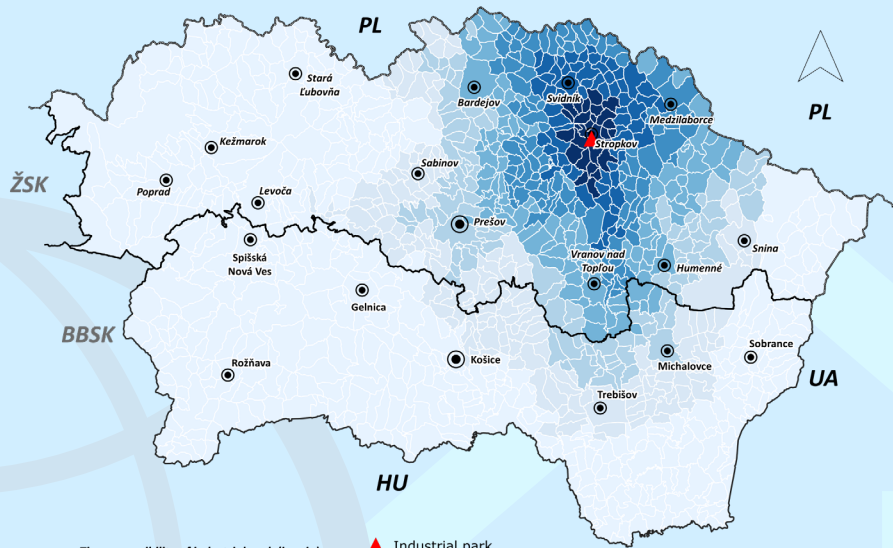 PL
Stará
Ľubovňa
Bardejov
Svidník
Medzilaborce
PL
Stropkov
Kežmarok
Sabinov
ŽSK
Poprad
Levoča
Prešov
Spišská
Nová Ves
Vranov nad
Topľou
Humenné
Snina
Gelnica
BBSK
Rožňava
Košice
Michalovce
Sobrance
UA
Trebišov
HU
Industrial park